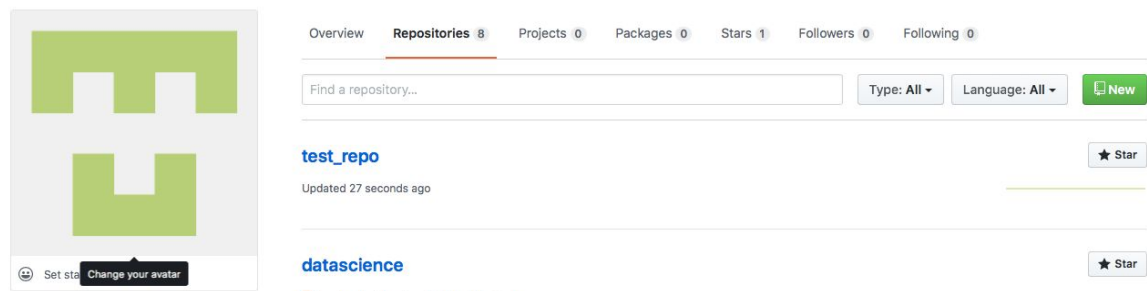 Overview Repositories 8 Projects 0 Packages 0 Stars 1 Followers 0 Following 0
Find a repository... Type: All Language: All New
test_repo Star
Updated 27 seconds ago
datascience Star
Set sta Change your avatar